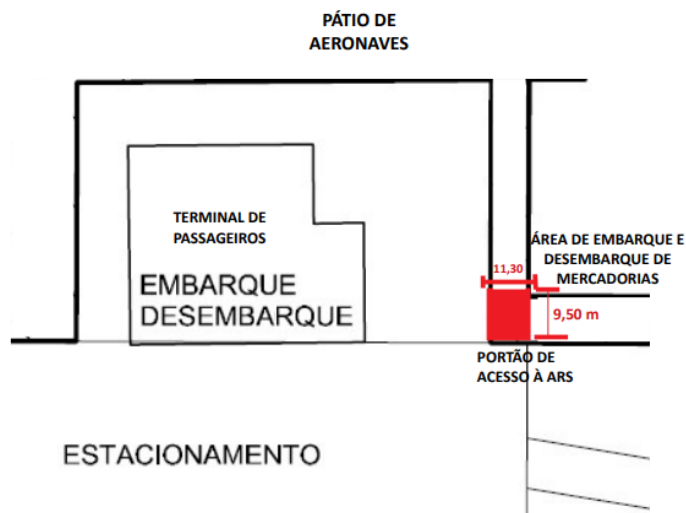 PÁTIO DE
AERONAVES
TERMINAL DE
PASSAGEIROS
EMBARQUE
DESEMBARQUE
ÁREA DE EMBARQUE E
DESEMBARQUE DE
MERCADORIAS
11,30
9,50 m
PORTÃO DE
ACESSO À ARS
ESTACIONAMENTO